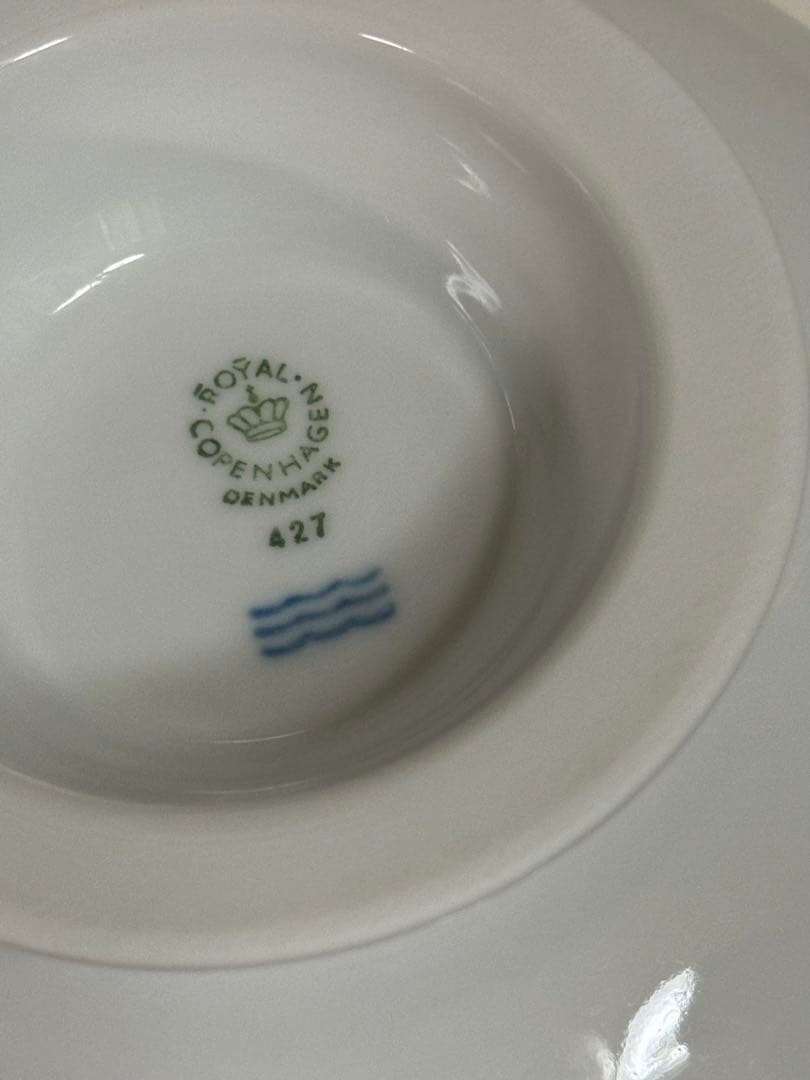 ROYAL · COPENHAGEN ·
DENMARK
427